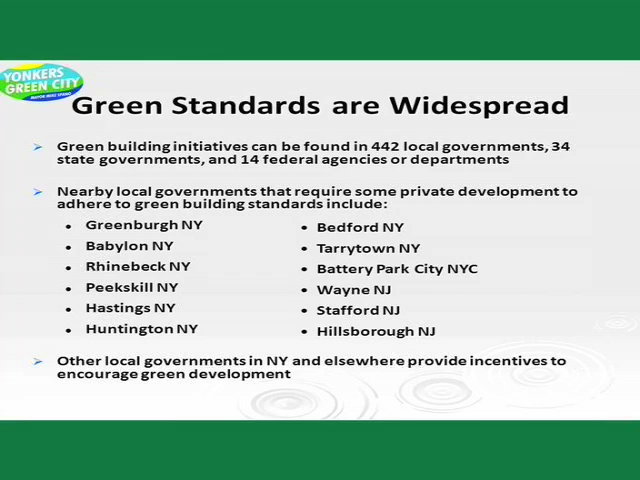 YONKERS
GREEN CITY
MAYOR MIKE SPANO
Green Standards are Widespread
Green building initiatives can be found in 442 local governments, 34
state governments, and 14 federal agencies or departments
Nearby local governments that require some private development to
adhere to green building standards include:
Greenburgh NY
Babylon NY
Rhinebeck NY
Peekskill NY
Hastings NY
Huntington NY
Bedford NY
Tarrytown NY
Battery Park City NYC
Wayne NJ
Stafford NJ
Hillsborough NJ
Other local governments in NY and elsewhere provide incentives to
encourage green development